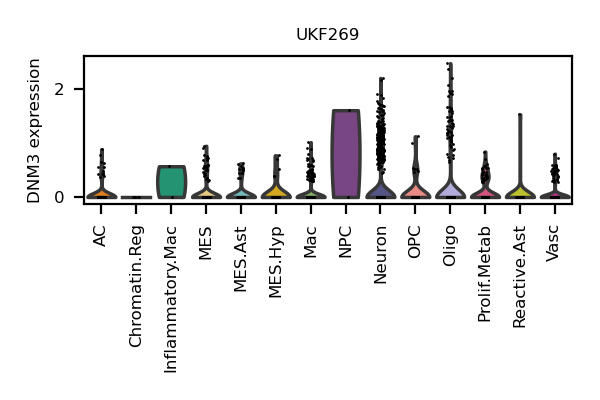 UKF269
DNM3 expression
2
0
AC
Chromatin.Reg
Inflammatory.Mac
MES
MES.Ast
MES.Hyp
Mac
NPC
Neuron
OPC
Oligo
Prolif.Metab
Reactive.Ast
Vasc